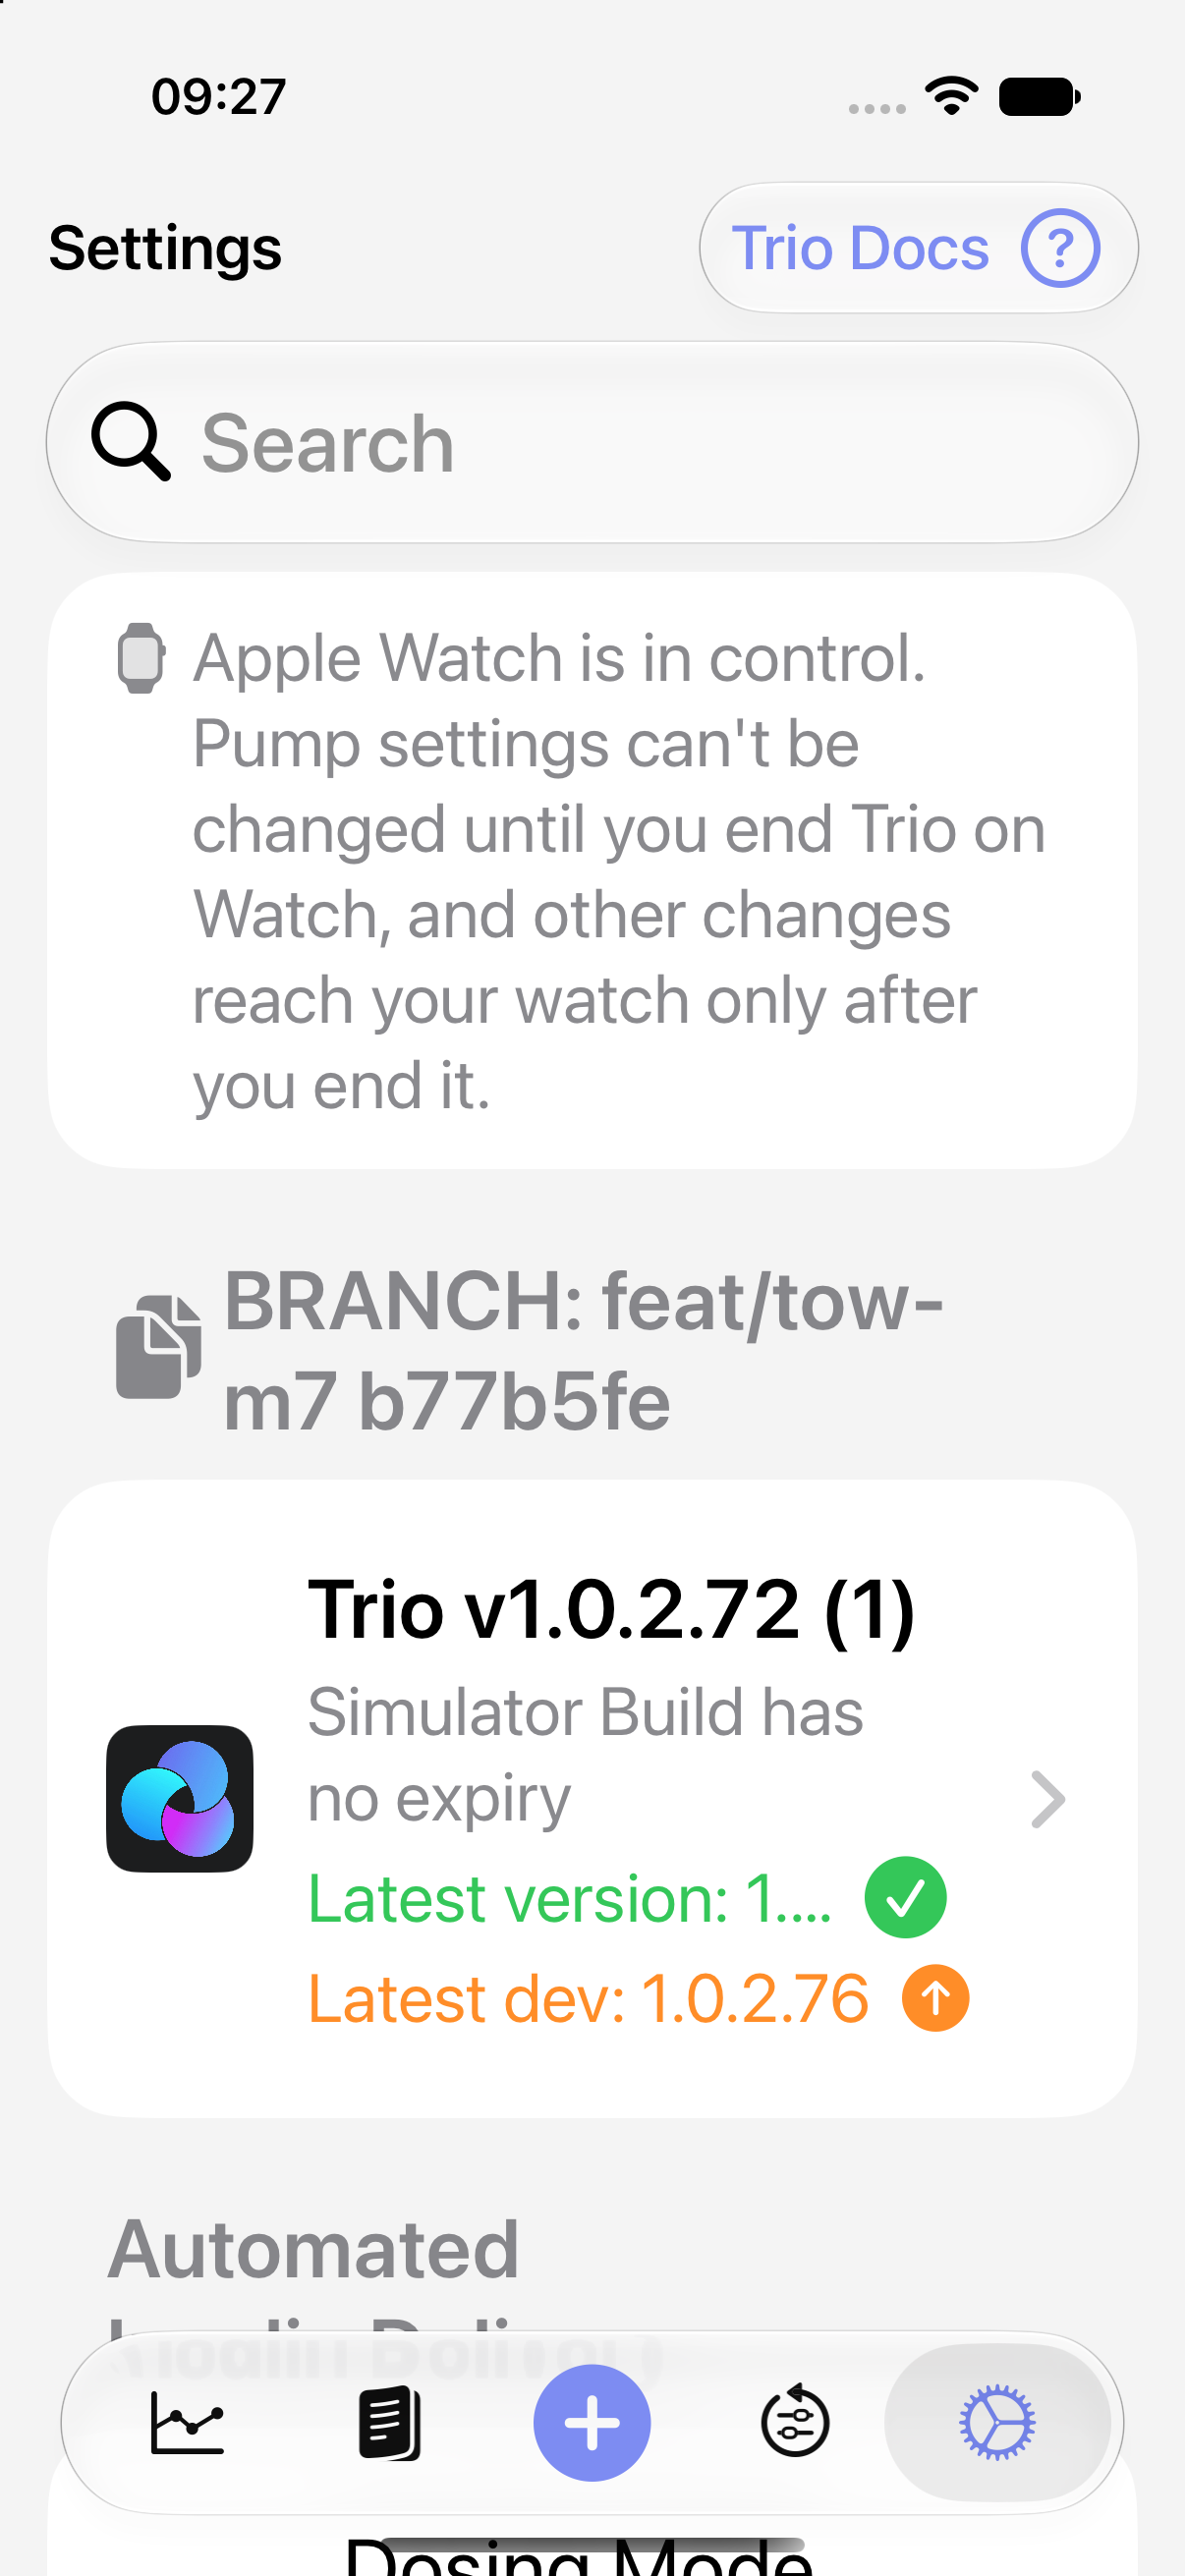 09:27
Settings
Trio Docs ?
Search
Apple Watch is in control.
Pump settings can't be
changed until you end Trio on
Watch, and other changes
reach your watch only after
you end it.
BRANCH: feat/tow-
m7 b77b5fe
Trio v1.0.2.72 (1)
Simulator Build has
no expiry
Latest version: 1....
Latest dev: 1.0.2.76
Automated
Dosing Mode